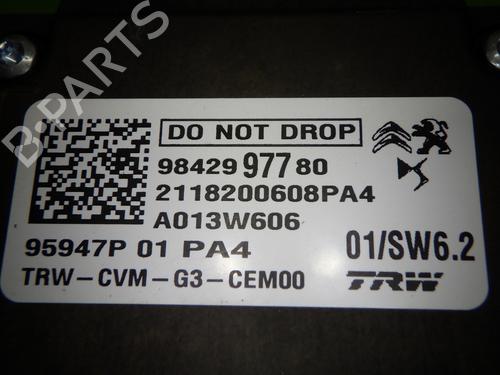 DO NOT DROP
98429 977 80
2118200608PA4
A013W606
95947P 01 PA4
01/SW6.2
TRW-CVM-G3-CEM00
TRW
B-PARTS